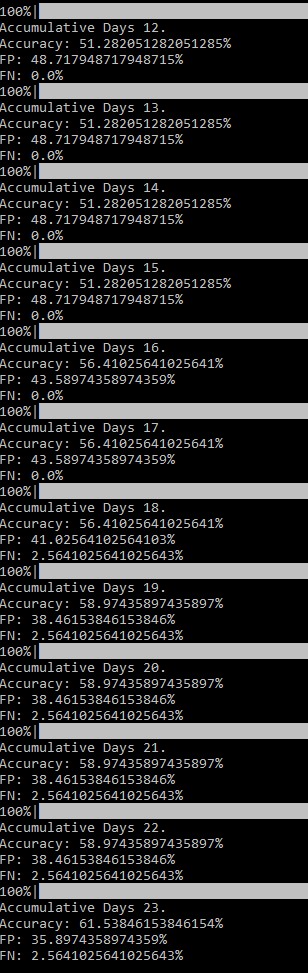 100%|
Accumulative Days 12.
Accuracy: 51.282051282051285%
FP: 48.717948717948715%
FN: 0.0%
100%|
Accumulative Days 13.
Accuracy: 51.282051282051285%
FP: 48.717948717948715%
FN: 0.0%
100%|
Accumulative Days 14.
Accuracy: 51.282051282051285%
FP: 48.717948717948715%
FN: 0.0%
100%|
Accumulative Days 15.
Accuracy: 51.282051282051285%
FP: 48.717948717948715%
FN: 0.0%
100%|
Accumulative Days 16.
Accuracy: 56.41025641025641%
FP: 43.58974358974359%
FN: 0.0%
100%|
Accumulative Days 17.
Accuracy: 56.41025641025641%
FP: 43.58974358974359%
FN: 0.0%
100%|
Accumulative Days 18.
Accuracy: 56.41025641025641%
FP: 41.02564102564103%
FN: 2.5641025641025643%
100%|
Accumulative Days 19.
Accuracy: 58.97435897435897%
FP: 38.46153846153846%
FN: 2.5641025641025643%
100%|
Accumulative Days 20.
Accuracy: 58.97435897435897%
FP: 38.46153846153846%
FN: 2.5641025641025643%
100%|
Accumulative Days 21.
Accuracy: 58.97435897435897%
FP: 38.46153846153846%
FN: 2.5641025641025643%
100%|
Accumulative Days 22.
Accuracy: 58.97435897435897%
FP: 38.46153846153846%
FN: 2.5641025641025643%
100%|
Accumulative Days 23.
Accuracy: 61.53846153846154%
FP: 35.8974358974359%
FN: 2.5641025641025643%